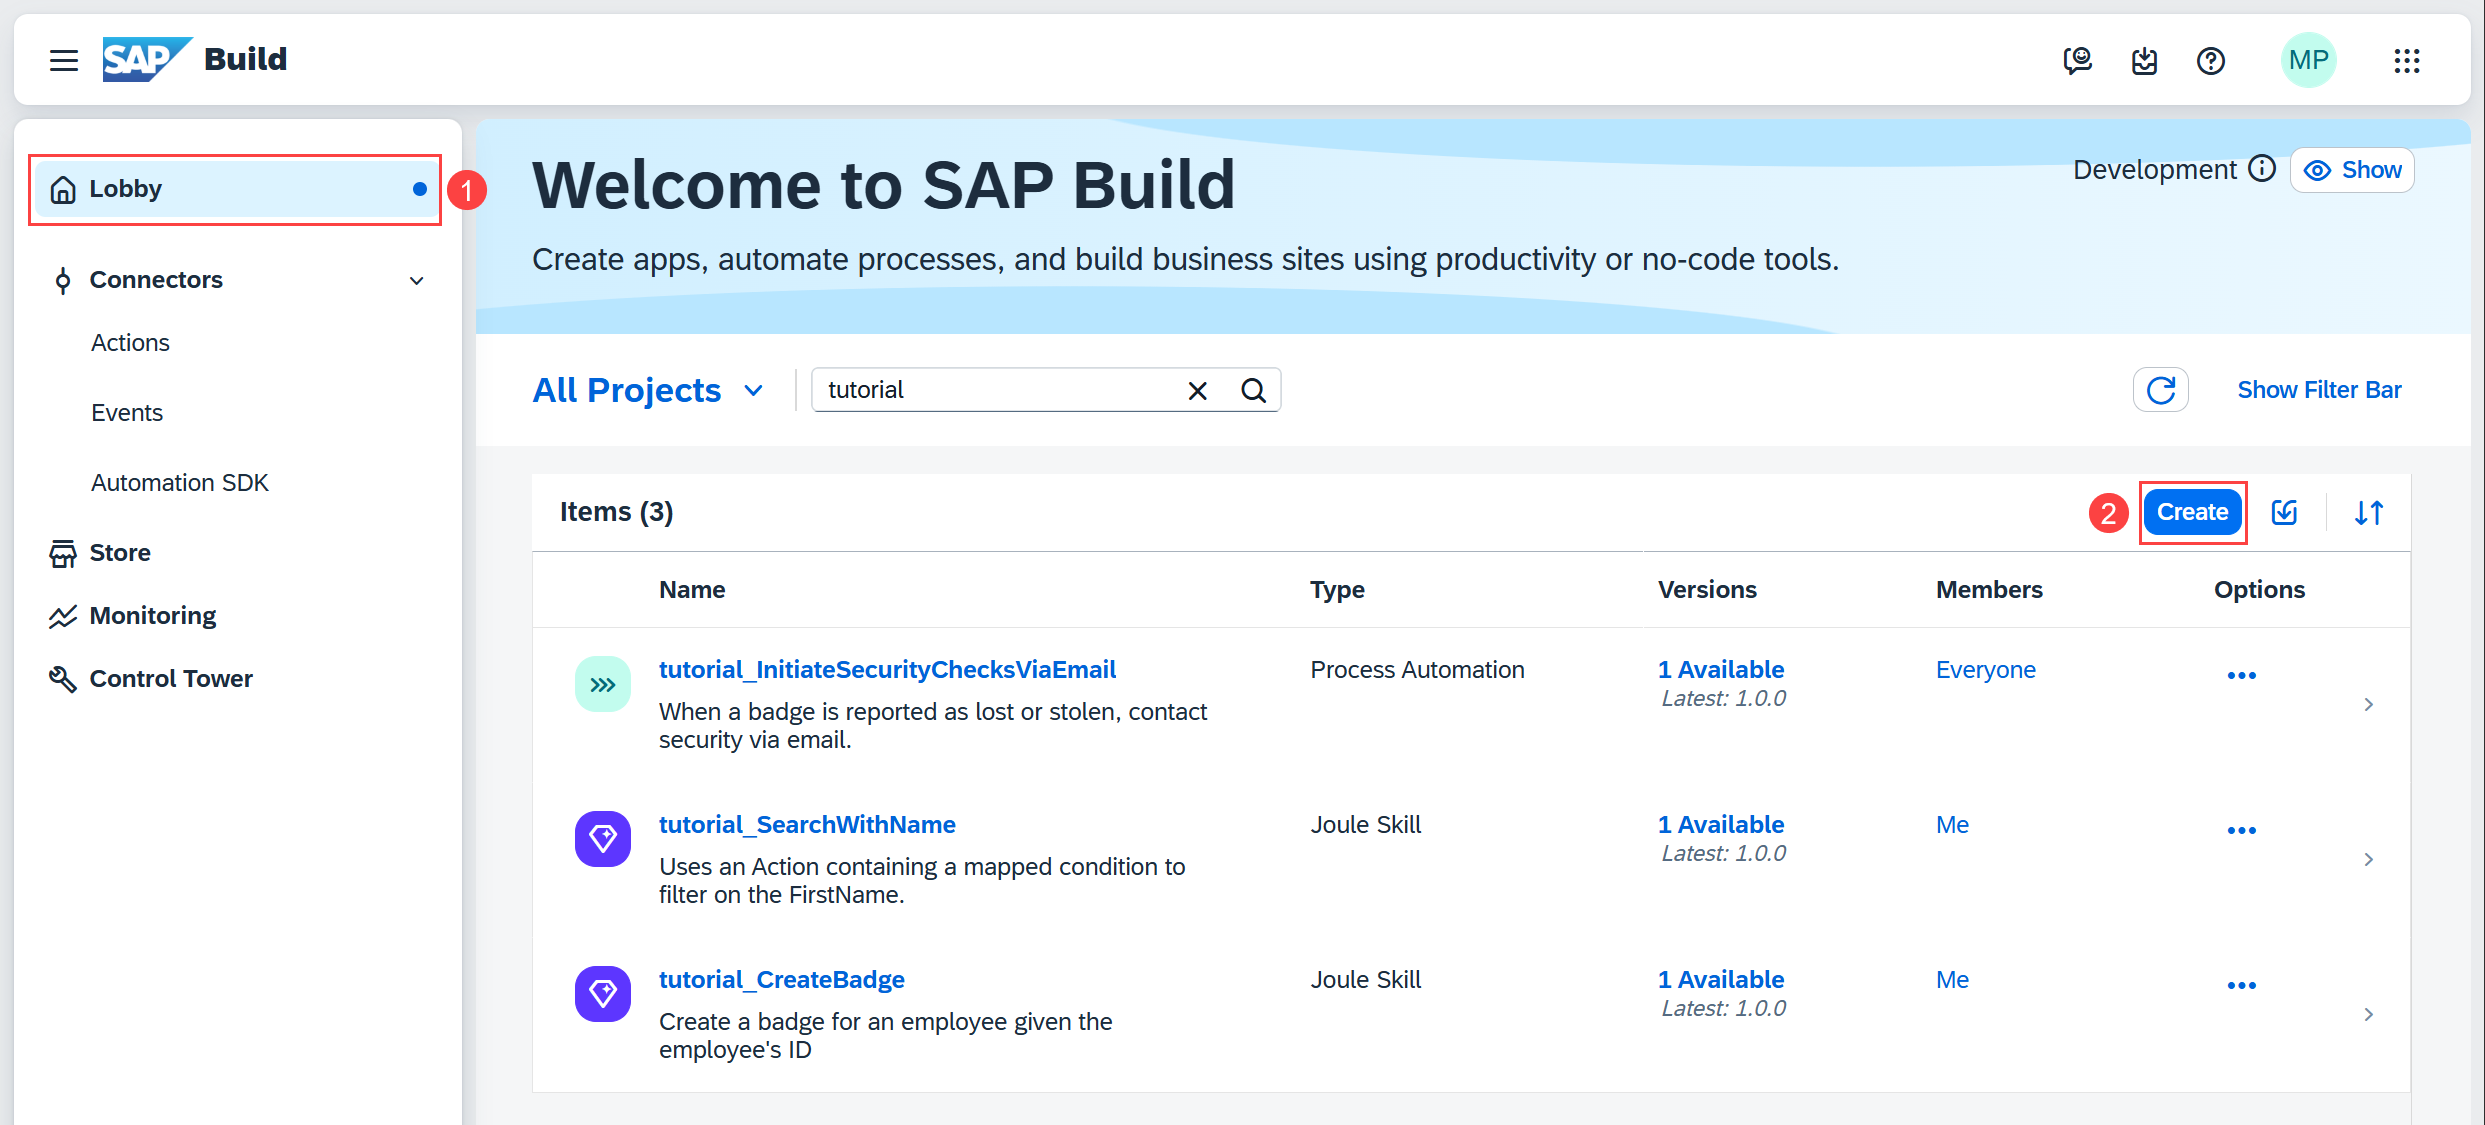 SAP Build
MP
Lobby
1
Connectors
Actions
Events
Automation SDK
Store
Monitoring
Control Tower
Welcome to SAP Build
Development Show
Create apps, automate processes, and build business sites using productivity or no-code tools.
All Projects tutorial Show Filter Bar
Items (3) 2 Create
Name Type Versions Members Options
tutorial_InitiateSecurityChecksViaEmail Process Automation 1 Available Everyone
Latest: 1.0.0
When a badge is reported as lost or stolen, contact
security via email.
tutorial_SearchWithName Joule Skill 1 Available Me
Latest: 1.0.0
Uses an Action containing a mapped condition to
filter on the FirstName.
tutorial_CreateBadge Joule Skill 1 Available Me
Latest: 1.0.0
Create a badge for an employee given the
employee's ID